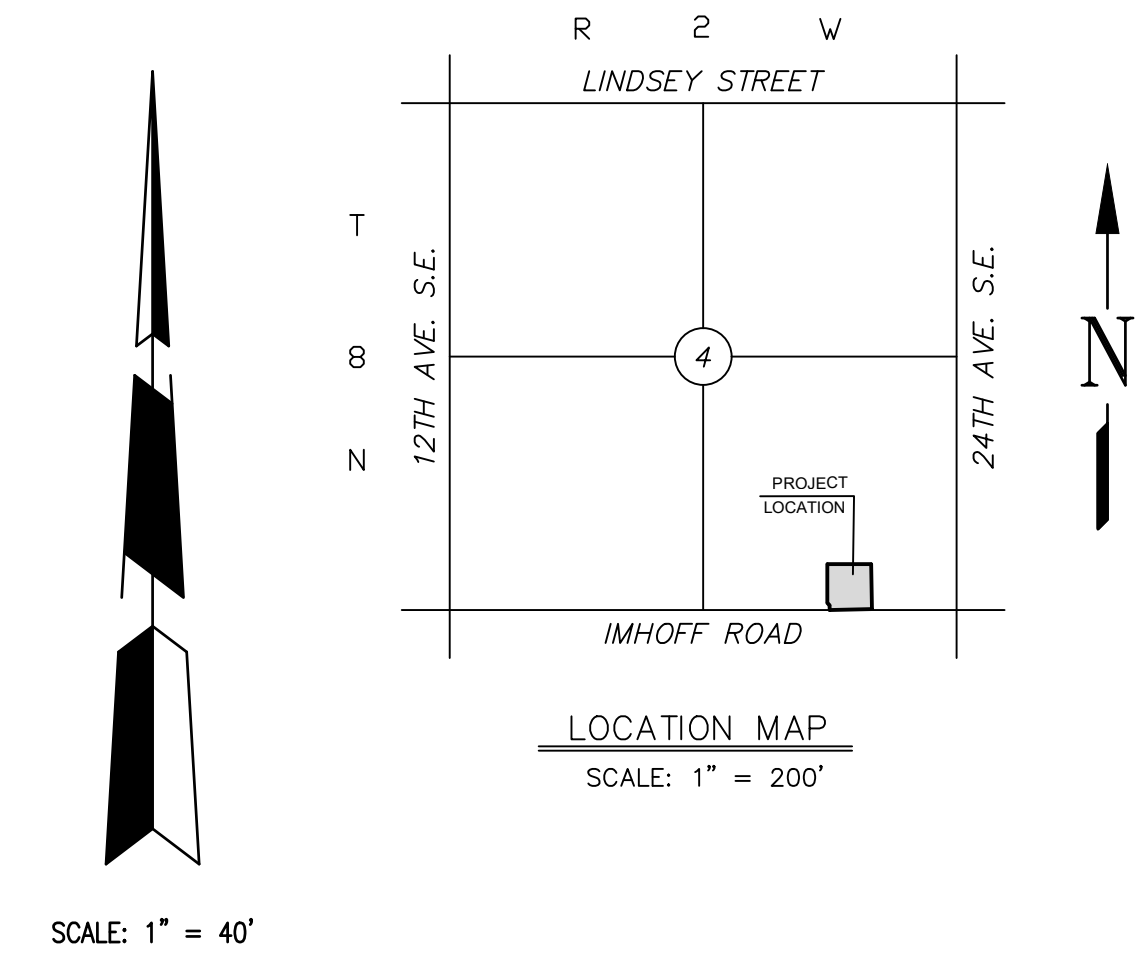 R 2 W
LINDSEY STREET
T
8
N
12TH AVE. S.E.
4
24TH AVE. S.E.
N
PROJECT
LOCATION
IMHOFF ROAD
LOCATION MAP
SCALE: 1" = 200'
SCALE: 1" = 40'